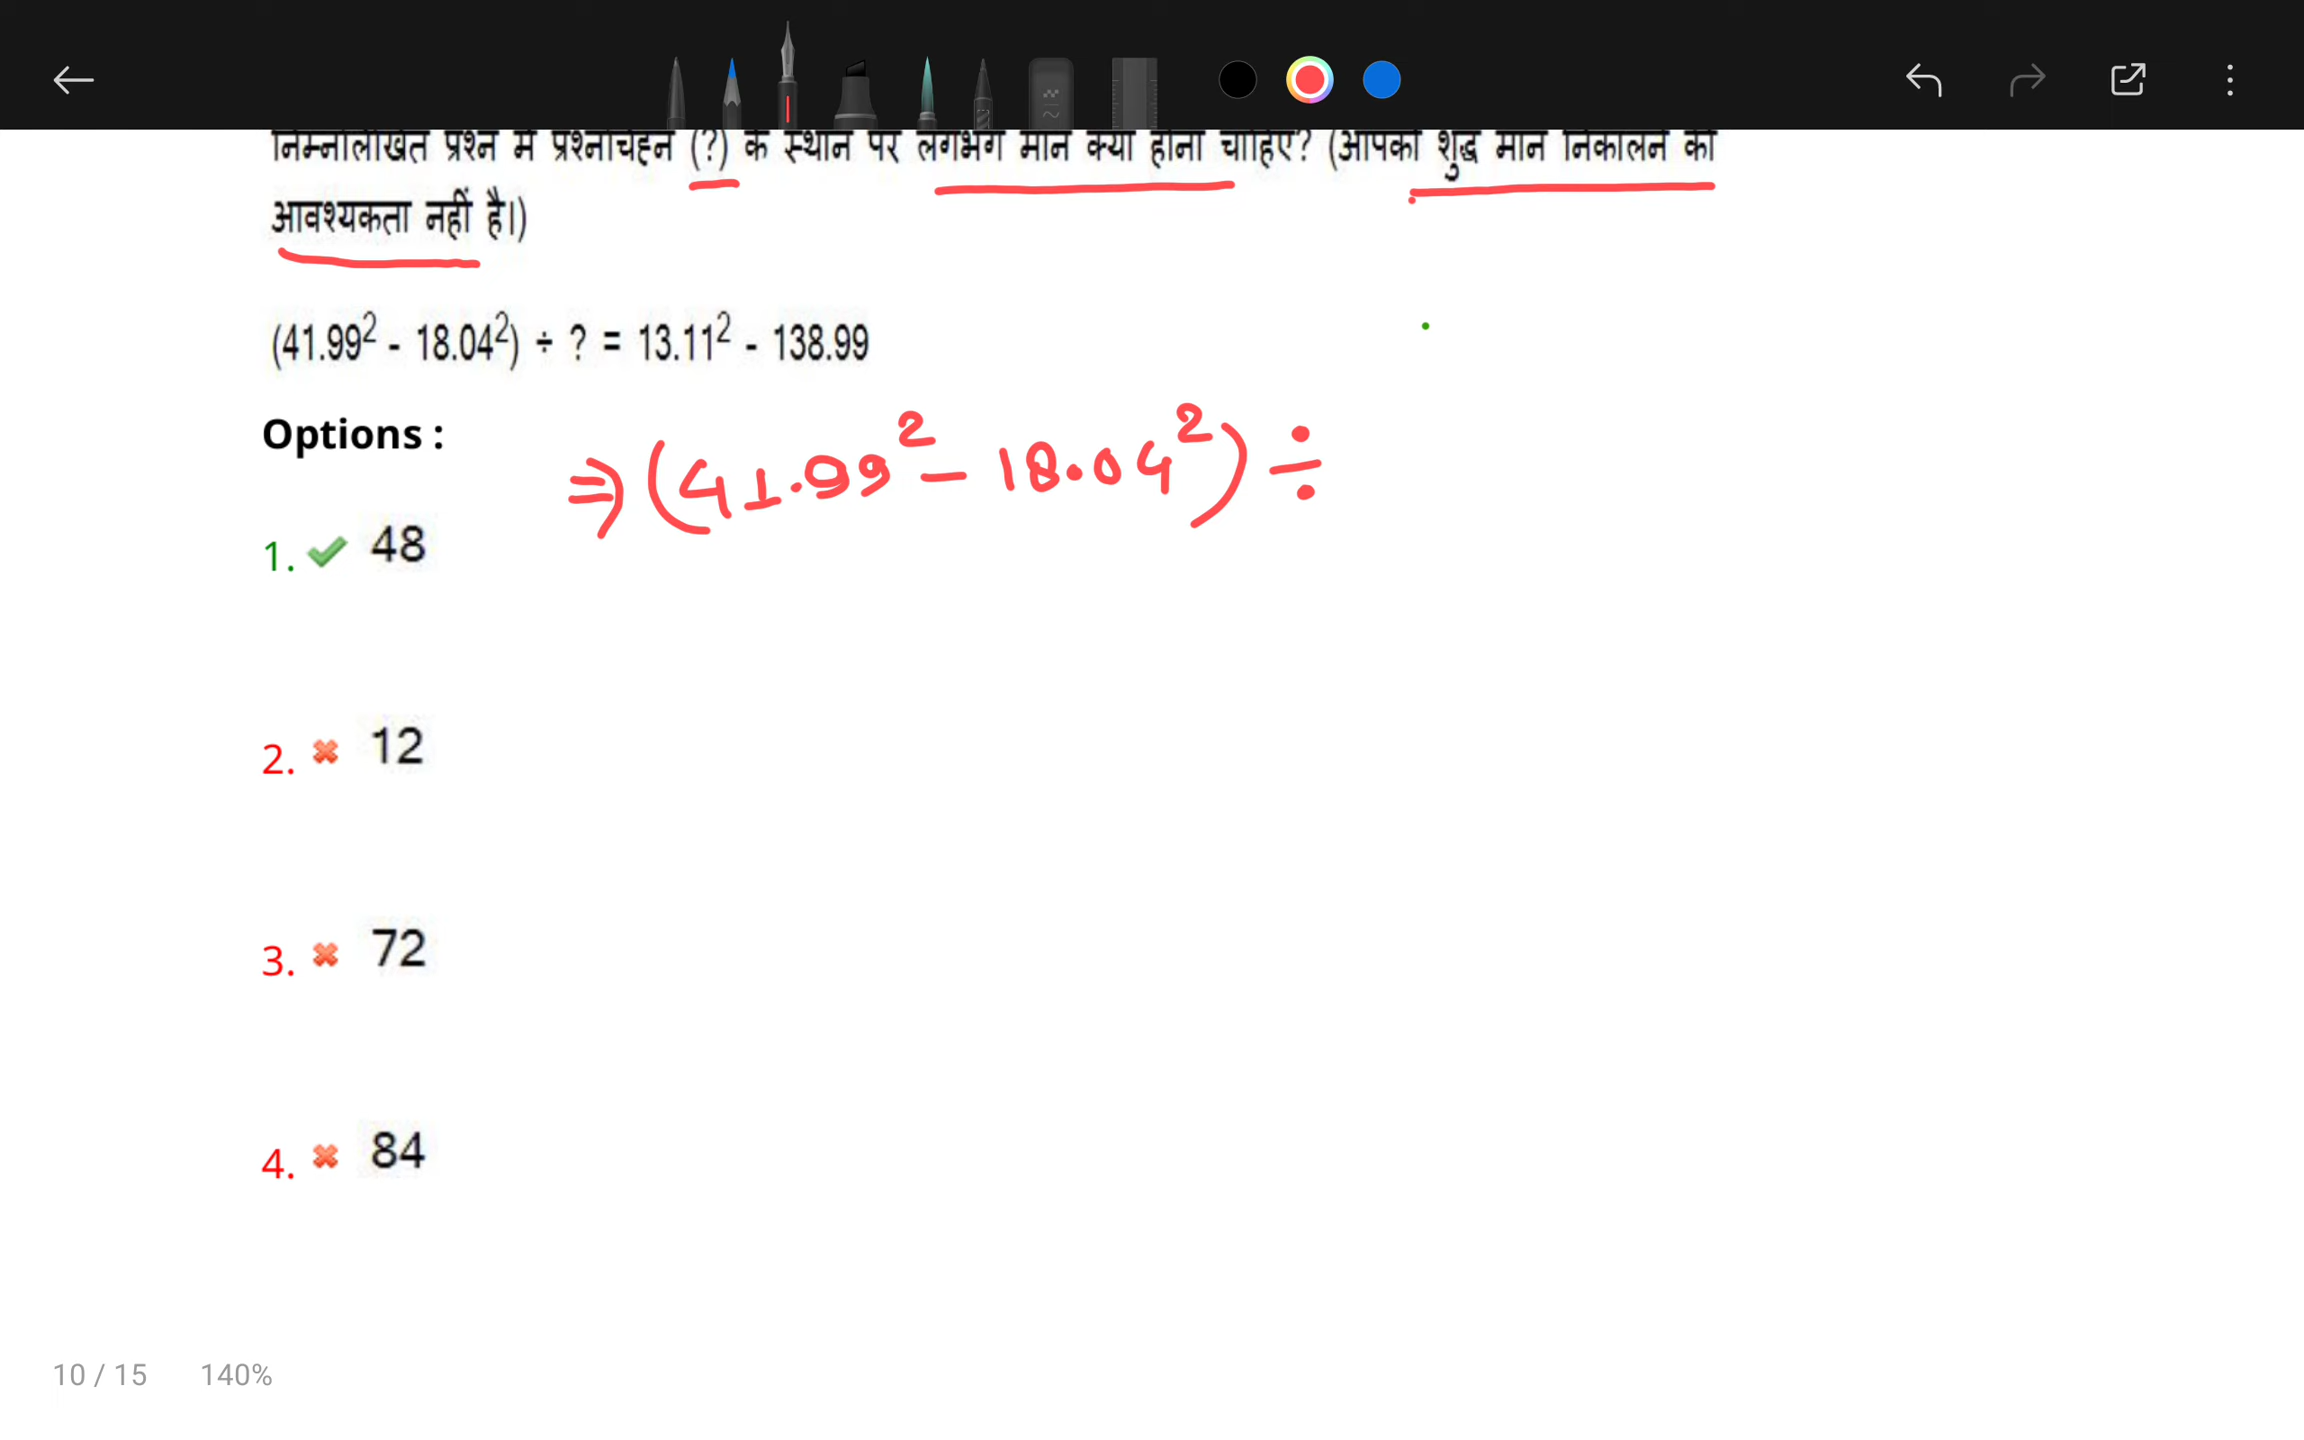 निम्नलिखित प्रश्न में प्रश्नचिह्न (?) के स्थान पर लगभग मान क्या होना चाहिए? (आपको शुद्ध मान निकालने की
आवश्यकता नहीं है।)
(41.99² - 18.04²) ÷ ? = 13.11² - 138.99
Options :
⇒ (41.99² - 18.04²) ÷
1. ✔ 48
2. ✖ 12
3. ✖ 72
4. ✖ 84
10 / 15 140%